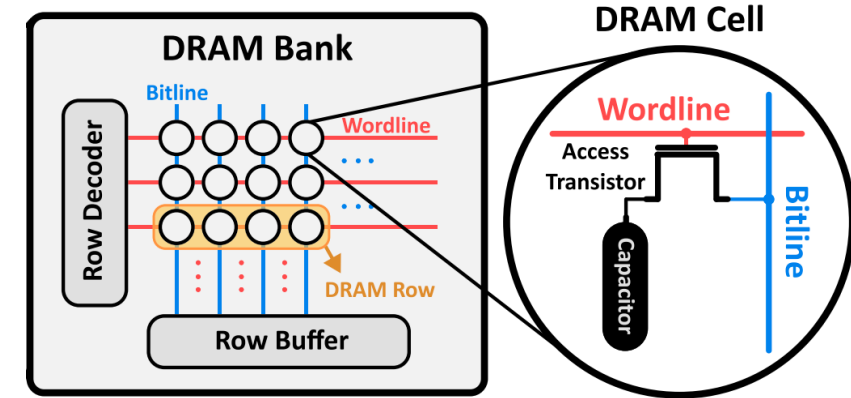 DRAM Bank
Bitline
Wordline
Row Decoder
DRAM Row
Row Buffer
DRAM Cell
Wordline
Access
Transistor
Capacitor
Bitline